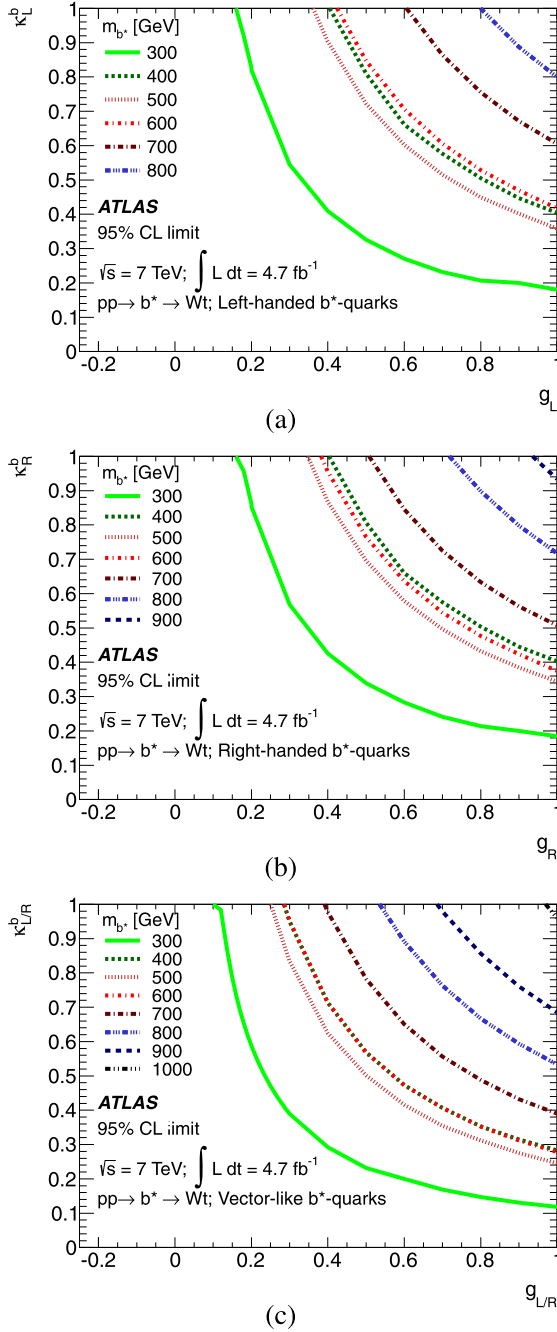 κ_L^b
m_b* [GeV]
300
400
500
600
700
800
ATLAS
95% CL limit
√s = 7 TeV; ∫ L dt = 4.7 fb⁻¹
pp→ b* → Wt; Left-handed b*-quarks
1
0.9
0.8
0.7
0.6
0.5
0.4
0.3
0.2
0.1
0
-0.2 0 0.2 0.4 0.6 0.8 1
g_L
(a)
κ_R^b
m_b* [GeV]
300
400
500
600
700
800
900
ATLAS
95% CL limit
√s = 7 TeV; ∫ L dt = 4.7 fb⁻¹
pp→ b* → Wt; Right-handed b*-quarks
1
0.9
0.8
0.7
0.6
0.5
0.4
0.3
0.2
0.1
0
-0.2 0 0.2 0.4 0.6 0.8 1
g_R
(b)
κ_L/R^b
m_b* [GeV]
300
400
500
600
700
800
900
1000
ATLAS
95% CL limit
√s = 7 TeV; ∫ L dt = 4.7 fb⁻¹
pp→ b* → Wt; Vector-like b*-quarks
1
0.9
0.8
0.7
0.6
0.5
0.4
0.3
0.2
0.1
0
-0.2 0 0.2 0.4 0.6 0.8 1
g_L/R
(c)